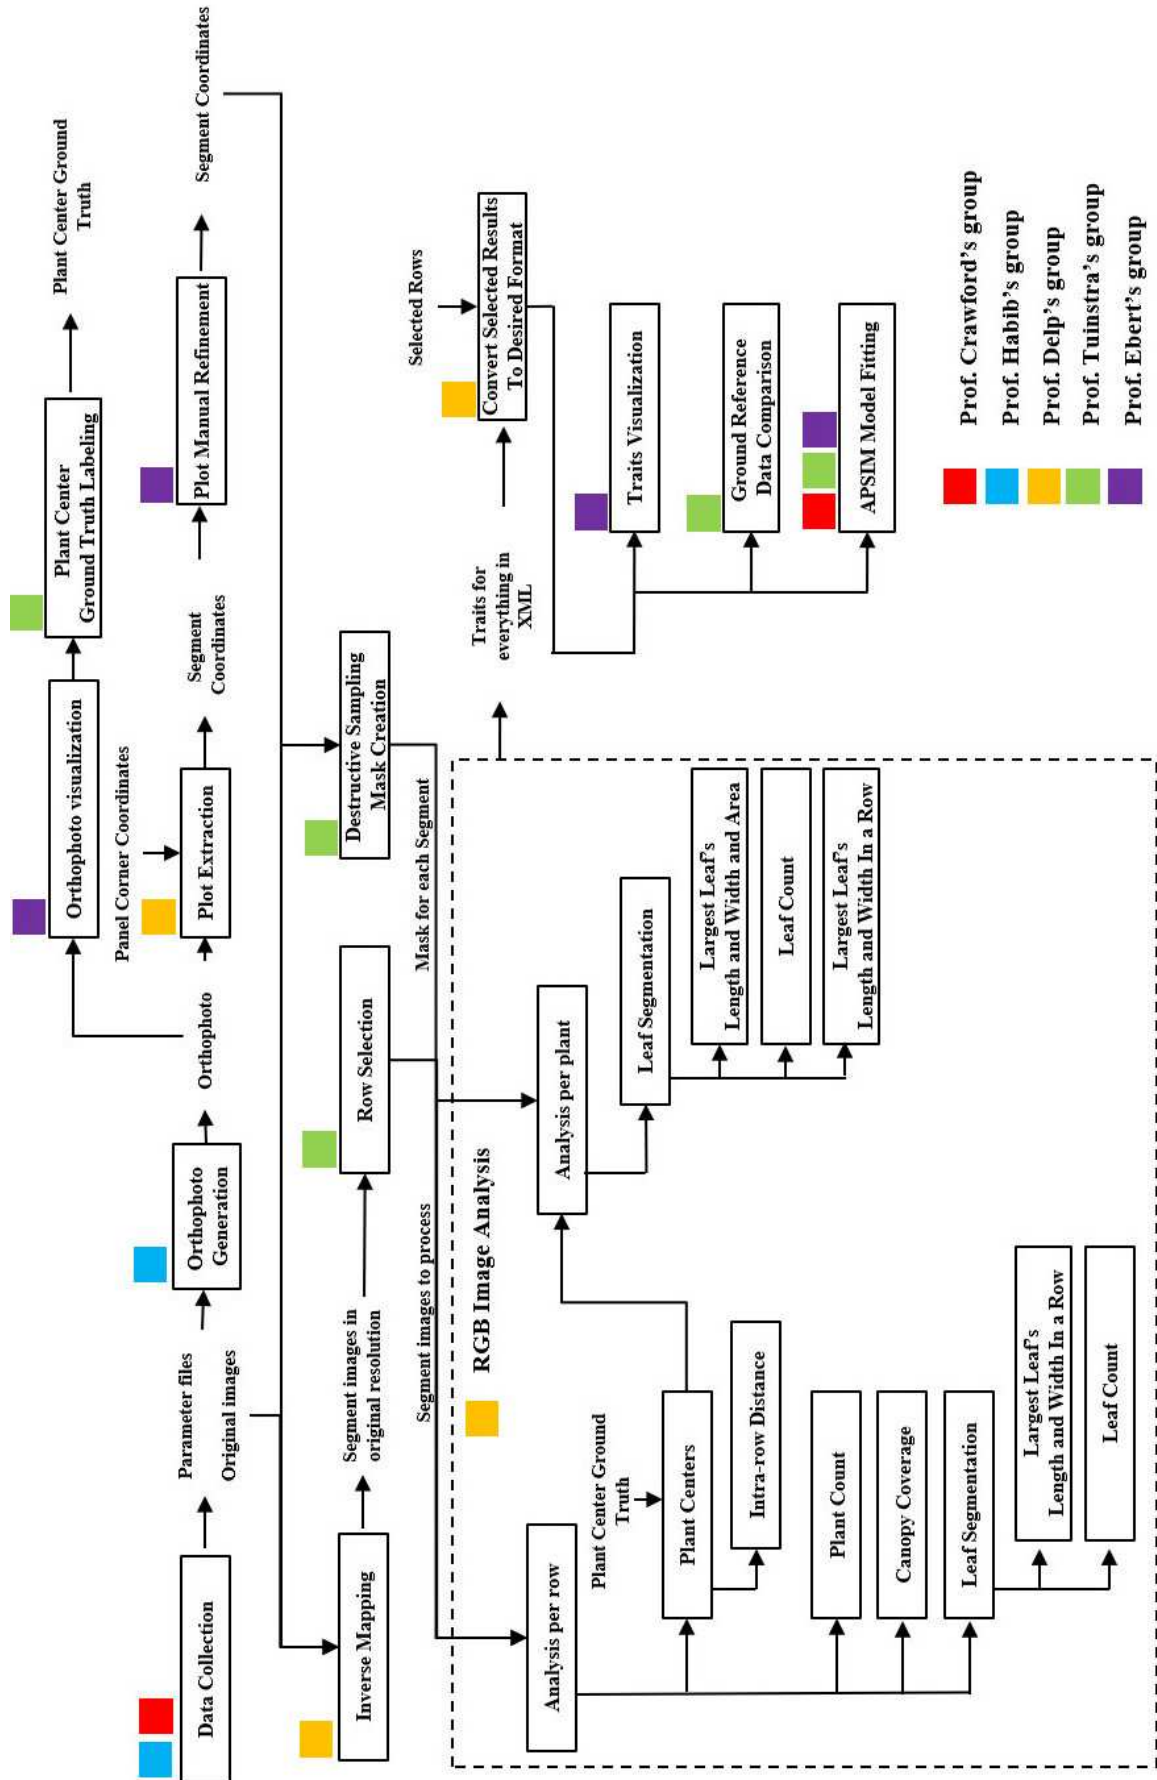 Orthophoto visualization
Plant Center
Ground Truth Labeling
Plant Center Ground
Truth
Panel Corner Coordinates
Data Collection
Parameter files
Original images
Orthophoto
Generation
Orthophoto
Plot Extraction
Segment
Coordinates
Plot Manual Refinement
Segment Coordinates
Inverse Mapping
Segment images in
original resolution
Row Selection
Destructive Sampling
Mask Creation
Segment images to process
Mask for each Segment
RGB Image Analysis
Analysis per row
Plant Center Ground
Truth
Plant Centers
Intra-row Distance
Plant Count
Canopy Coverage
Leaf Segmentation
Largest Leaf's
Length and Width In a Row
Leaf Count
Analysis per plant
Leaf Segmentation
Largest Leaf's
Length and Width and Area
Leaf Count
Largest Leaf's
Length and Width In a Row
Traits for
everything in
XML
Selected Rows
Convert Selected Results
To Desired Format
Traits Visualization
Ground Reference
Data Comparison
APSIM Model Fitting
Prof. Crawford's group
Prof. Habib's group
Prof. Delp's group
Prof. Tuinstra's group
Prof. Ebert's group